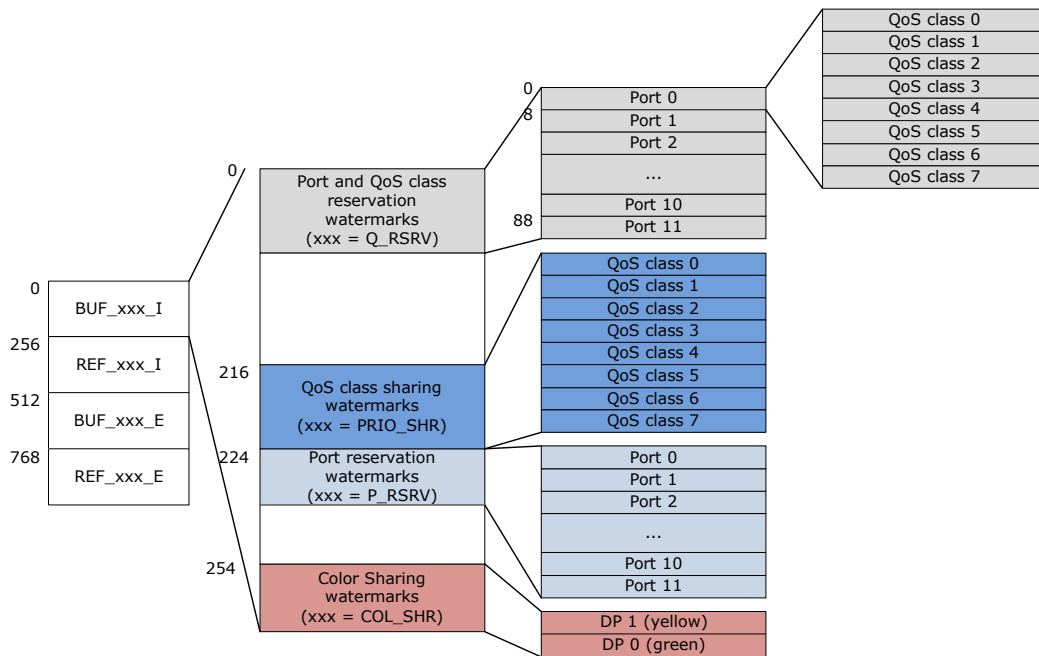 0
BUF_xxx_I
256
REF_xxx_I
512
BUF_xxx_E
768
REF_xxx_E
0
Port and QoS class
reservation
watermarks
(xxx = Q_RSRV)
216
QoS class sharing
watermarks
(xxx = PRIO_SHR)
224
Port reservation
watermarks
(xxx = P_RSRV)
254
Color Sharing
watermarks
(xxx = COL_SHR)
0
Port 0
8
Port 1
Port 2
...
Port 10
88
Port 11
QoS class 0
QoS class 1
QoS class 2
QoS class 3
QoS class 4
QoS class 5
QoS class 6
QoS class 7
Port 0
Port 1
Port 2
...
Port 10
Port 11
DP 1 (yellow)
DP 0 (green)
QoS class 0
QoS class 1
QoS class 2
QoS class 3
QoS class 4
QoS class 5
QoS class 6
QoS class 7